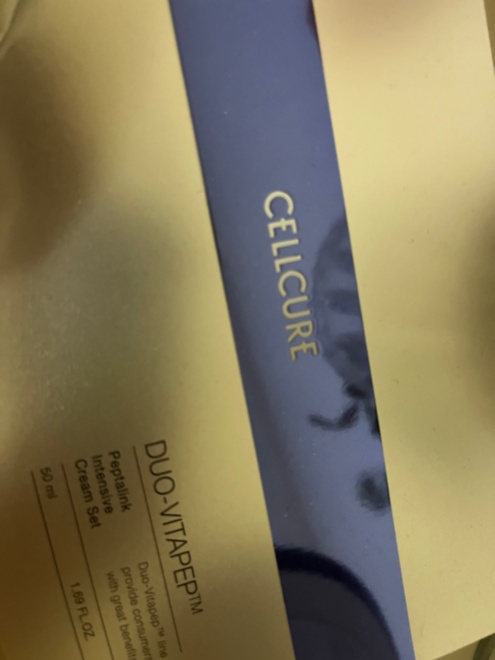 CELLCURE
DUO-VITAPEP™
Peptalink
Intensive
Cream Set
Duo-Vitapep™ line
provide consumer
with great benefit
50 ml
1.69 FL.OZ.